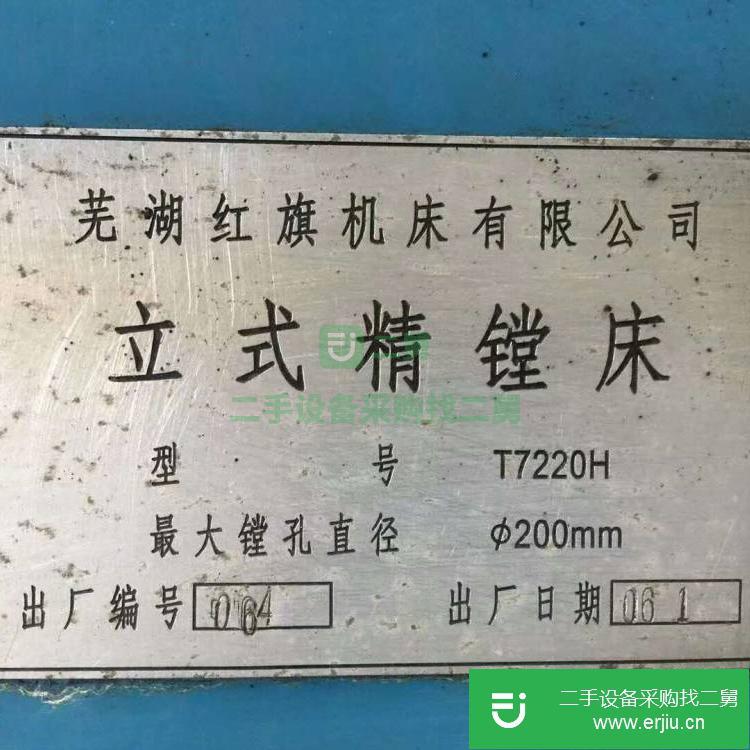 芜湖红旗机床有限公司
立式精镗床
二手设备采购找二舅
型号 T7220H
最大镗孔直径 φ200mm
出厂编号
出厂日期 06 1
二手设备采购找二舅
www.erjiu.cn